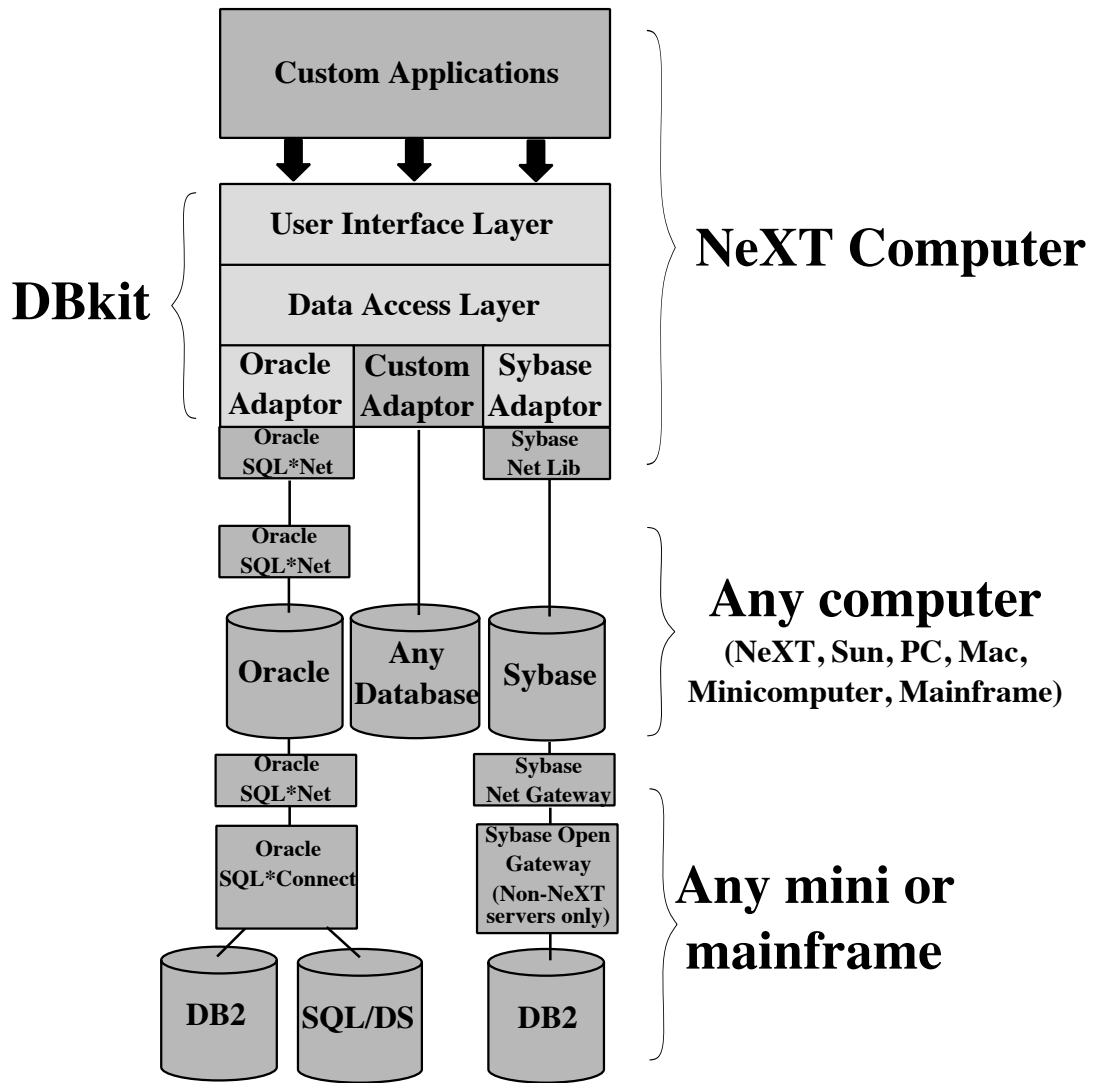 Custom Applications
User Interface Layer
NeXT Computer
DBkit
Data Access Layer
Oracle
Adaptor
Custom
Adaptor
Sybase
Adaptor
Oracle
SQL*Net
Sybase
Net Lib
Oracle
SQL*Net
Any computer
(NeXT, Sun, PC, Mac,
Minicomputer, Mainframe)
Oracle
Any
Database
Sybase
Oracle
SQL*Net
Sybase
Net Gateway
Oracle
SQL*Connect
Sybase Open
Gateway
(Non-NeXT
servers only)
Any mini or
mainframe
DB2
SQL/DS
DB2